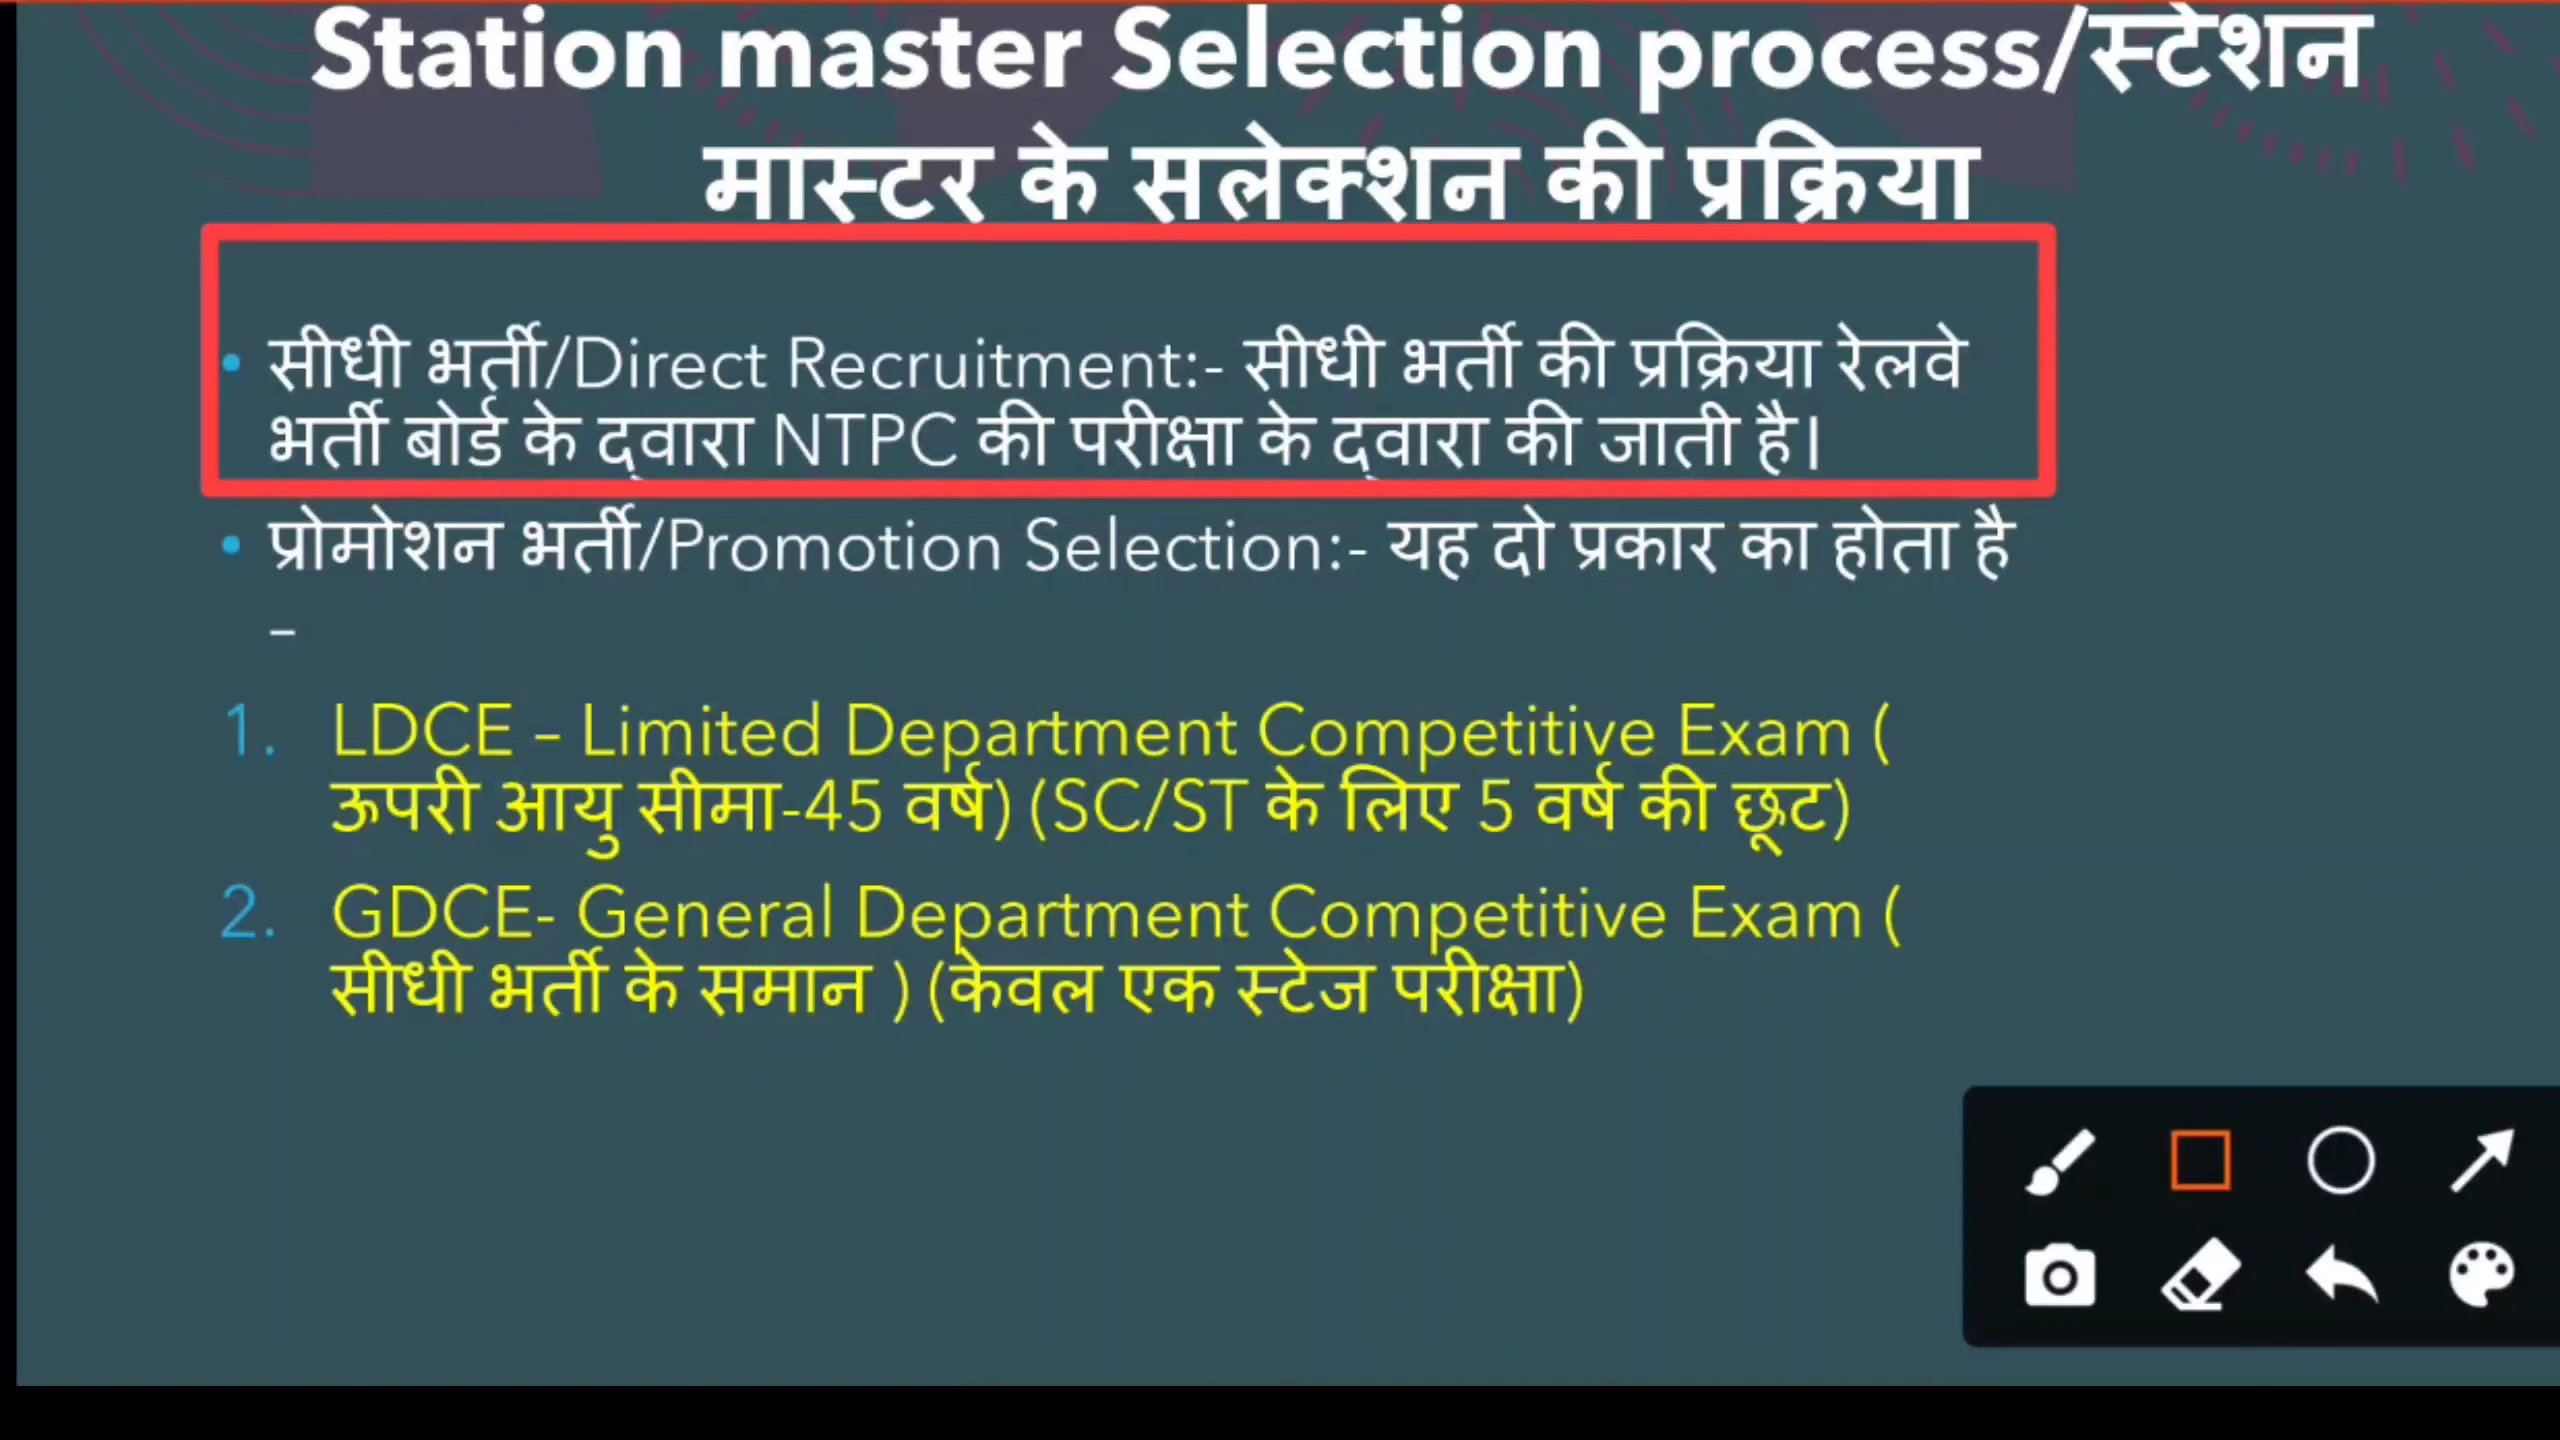 Station master Selection process/स्टेशन
मास्टर के सलेक्शन की प्रक्रिया
• सीधी भर्ती/Direct Recruitment:- सीधी भर्ती की प्रक्रिया रेलवे
भर्ती बोर्ड के द्वारा NTPC की परीक्षा के द्वारा की जाती है।
• प्रोमोशन भर्ती/Promotion Selection:- यह दो प्रकार का होता है
–
1. LDCE – Limited Department Competitive Exam (
ऊपरी आयु सीमा-45 वर्ष) (SC/ST के लिए 5 वर्ष की छूट)
2. GDCE- General Department Competitive Exam (
सीधी भर्ती के समान ) (केवल एक स्टेज परीक्षा)